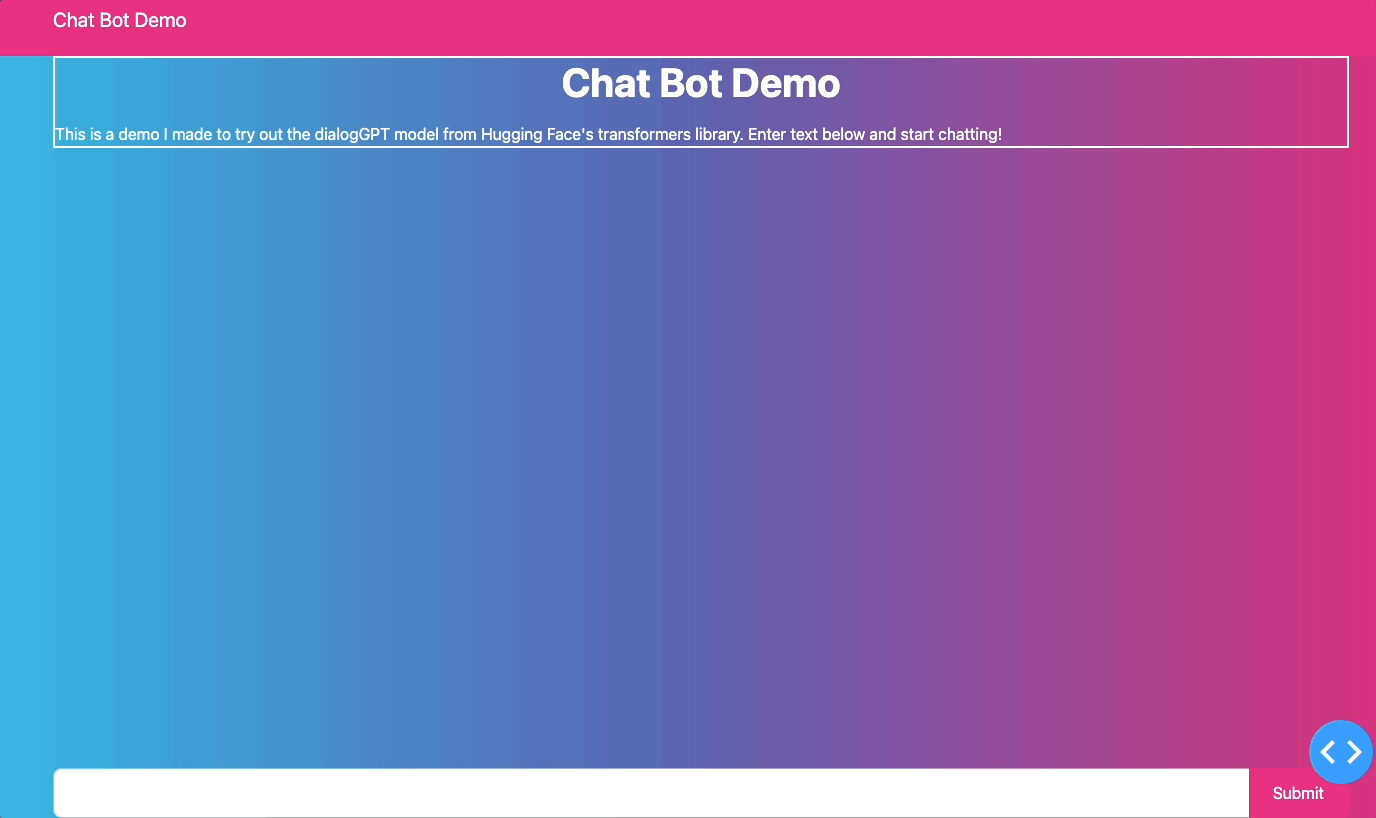 Chat Bot Demo
Chat Bot Demo
This is a demo I made to try out the dialogGPT model from Hugging Face's transformers library. Enter text below and start chatting!
Submit